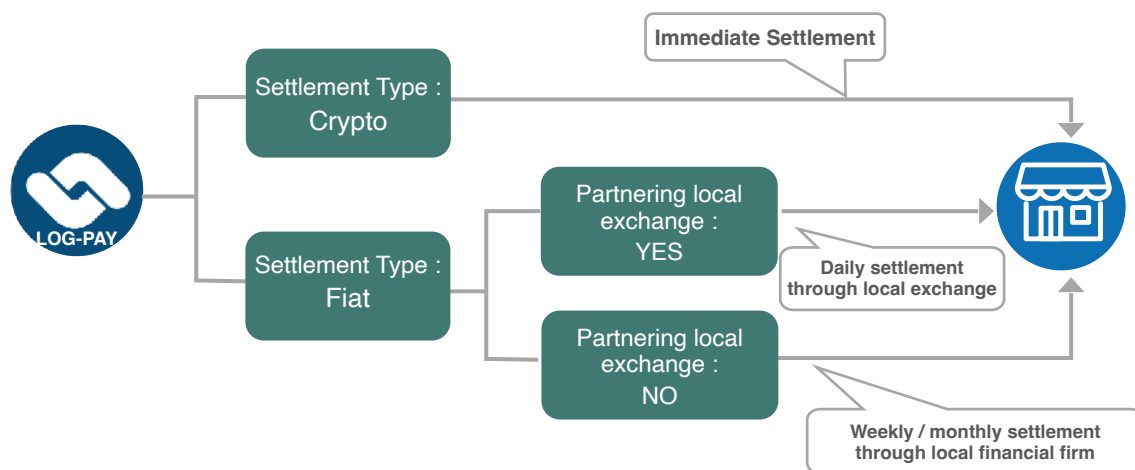 Immediate Settlement
Settlement Type :
Crypto
LOG-PAY
Settlement Type :
Fiat
Partnering local
exchange :
YES
Daily settlement
through local exchange
Partnering local
exchange :
NO
Weekly / monthly settlement
through local financial firm